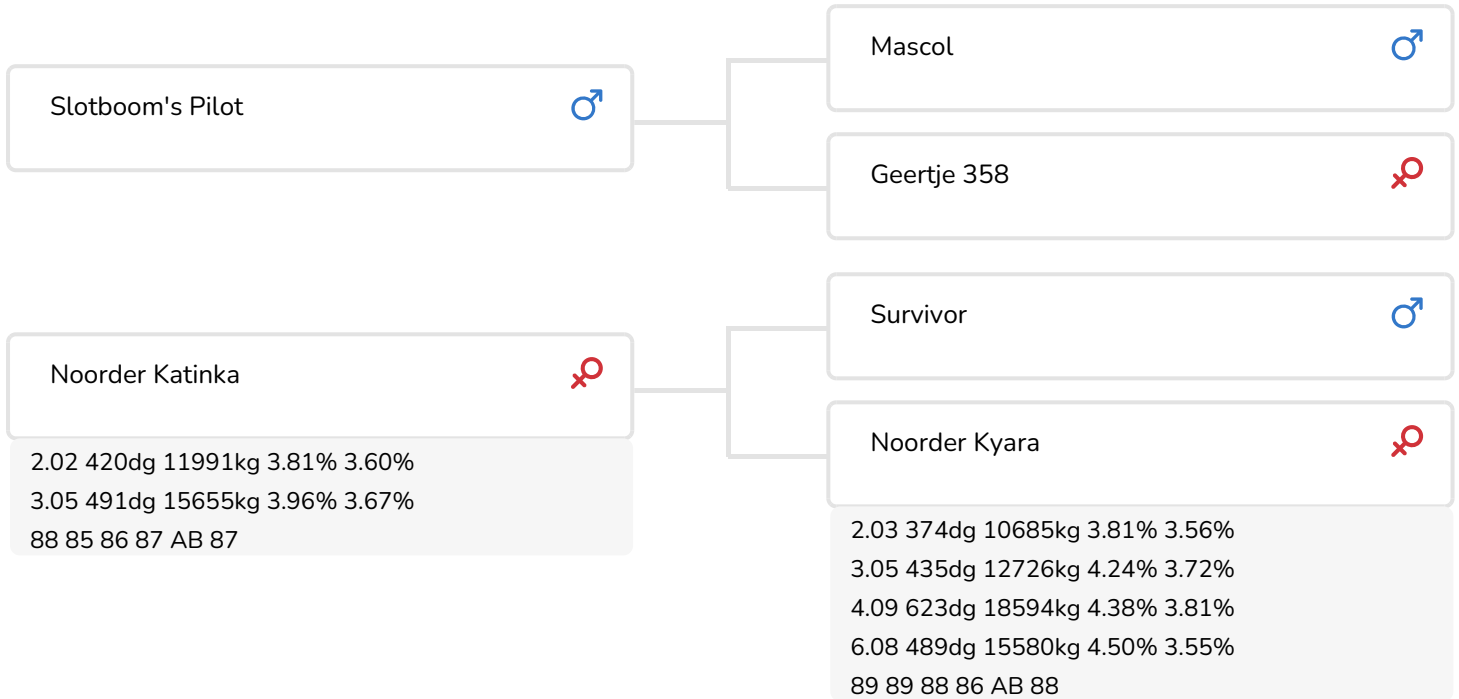 Slotboom's Pilot
Mascol
Geertje 358
Noorder Katinka
2.02 420dg 11991kg 3.81% 3.60%
3.05 491dg 15655kg 3.96% 3.67%
88 85 86 87 AB 87
Survivor
Noorder Kyara
2.03 374dg 10685kg 3.81% 3.56%
3.05 435dg 12726kg 4.24% 3.72%
4.09 623dg 18594kg 4.38% 3.81%
6.08 489dg 15580kg 4.50% 3.55%
89 89 88 86 AB 88